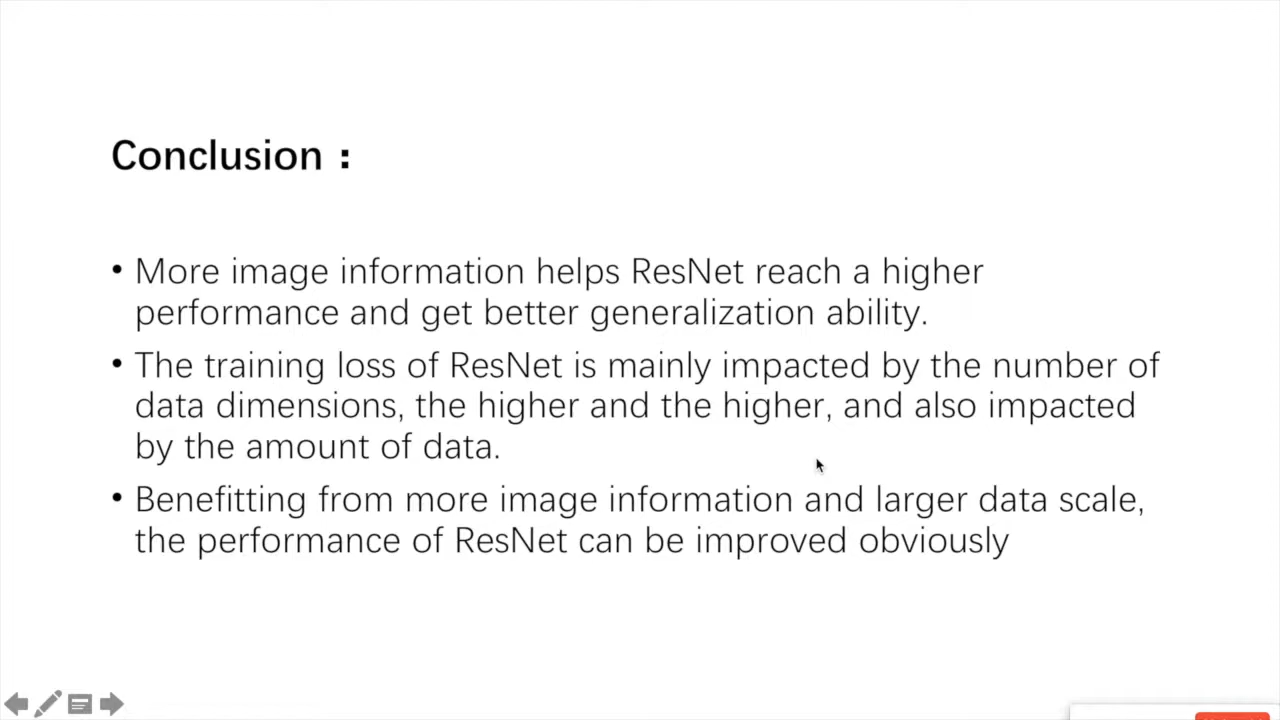 Conclusion：
• More image information helps ResNet reach a higher
performance and get better generalization ability.
• The training loss of ResNet is mainly impacted by the number of
data dimensions, the higher and the higher, and also impacted
by the amount of data.
• Benefitting from more image information and larger data scale,
the performance of ResNet can be improved obviously